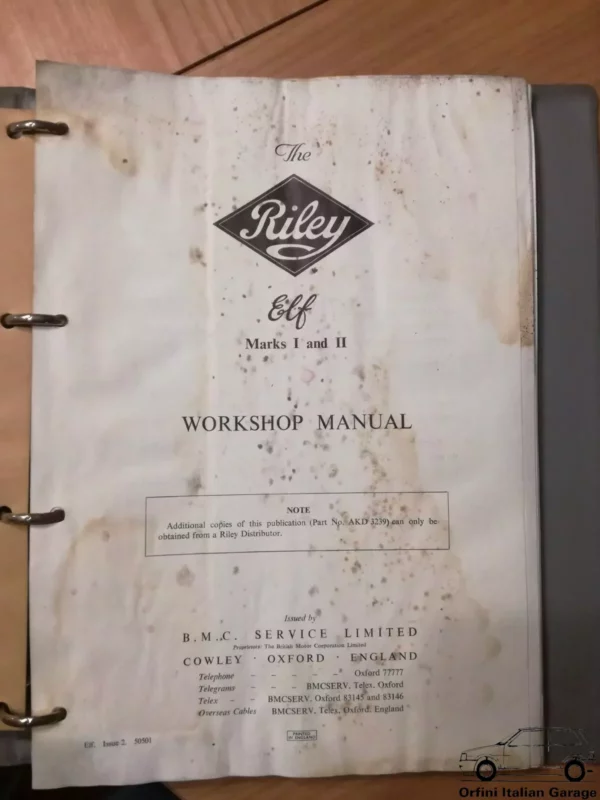 The
Riley
Elf
Marks I and II
WORKSHOP MANUAL
NOTE
Additional copies of this publication (Part No. AKD 3239) can only be
obtained from a Riley Distributor.
Issued by
B.M.C. SERVICE LIMITED
Proprietors: The British Motor Corporation Limited
COWLEY · OXFORD · ENGLAND
Telephone – – – – – Oxford 77777
Telegrams – – BMCSERV, Telex, Oxford
Telex – – BMCSERV, Oxford 83145 and 83146
Overseas Cables BMCSERV, Telex, Oxford, England
PRINTED
IN ENGLAND
Elf. Issue 2. 50501
Orfini Italian Garage